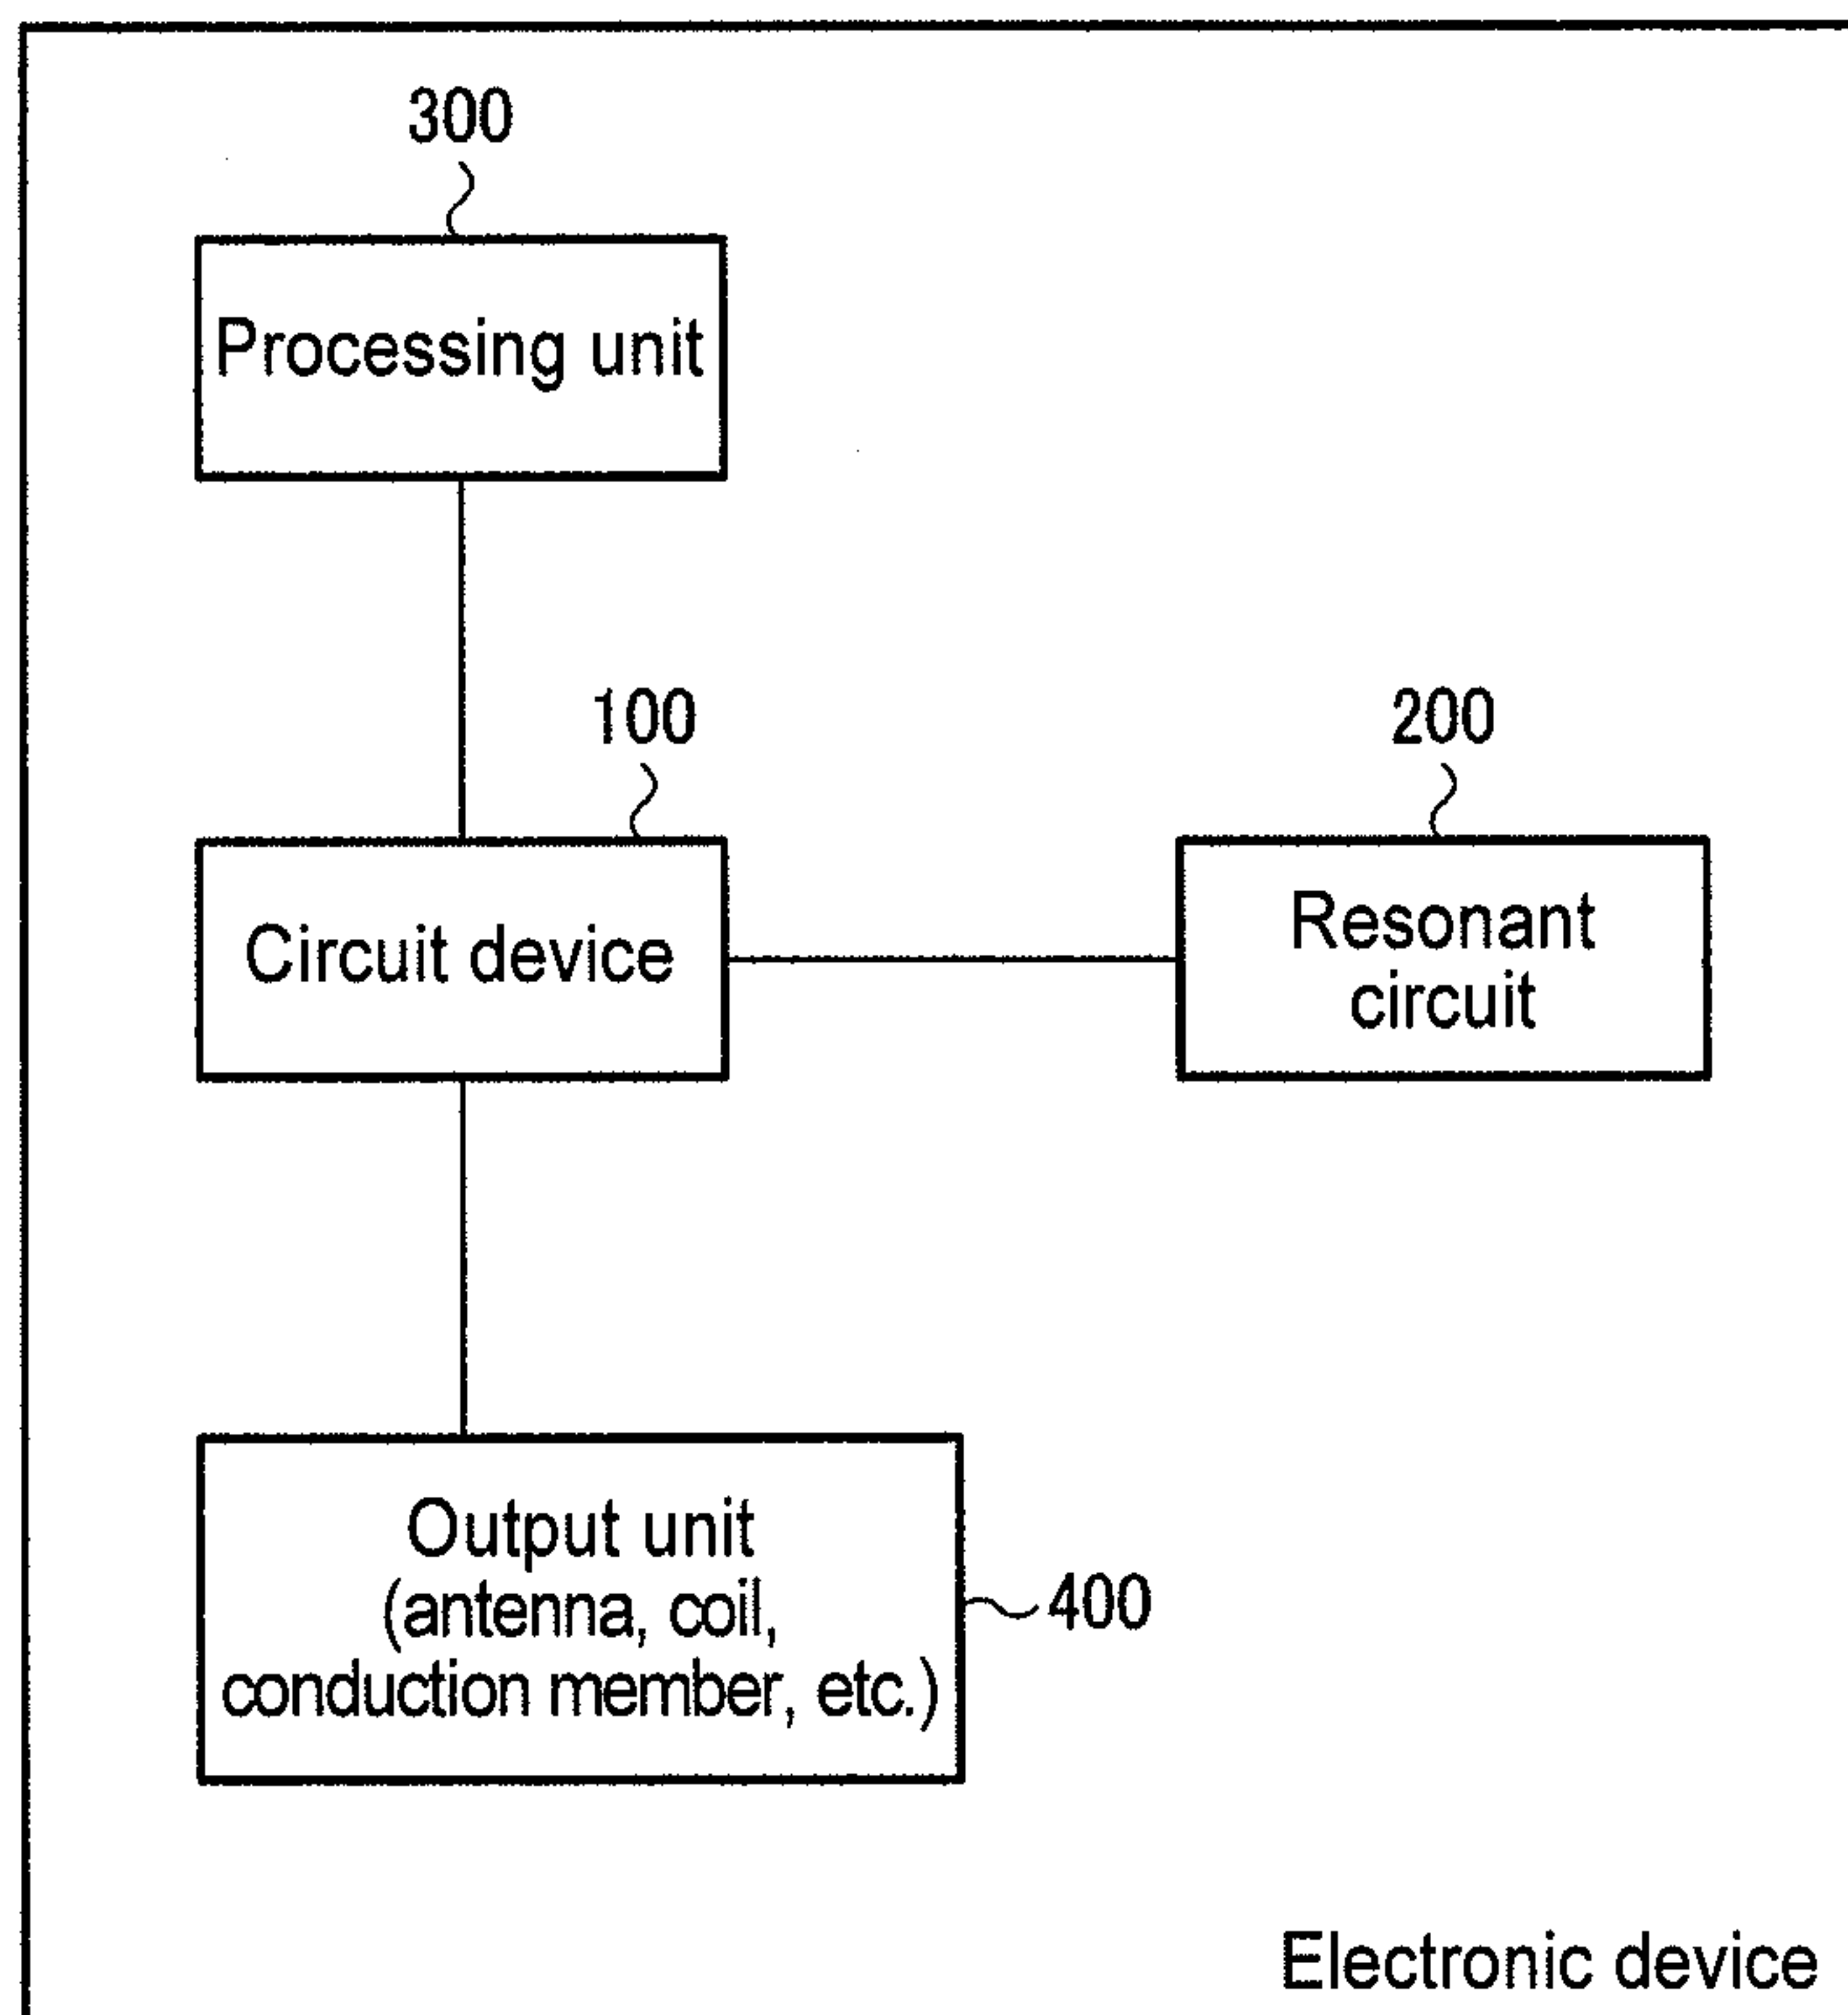 300
Processing unit
100
200
Circuit device
Resonant
circuit
Output unit
(antenna, coil,
conduction member, etc.)
400
Electronic device